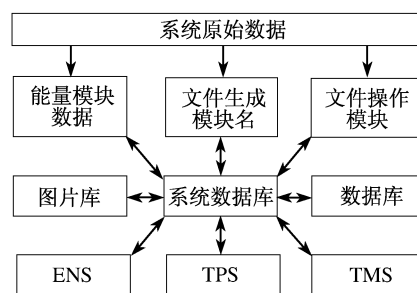 系统原始数据
能量模块 文件生成 文件操作
数据 模块名 模块
图片库 系统数据库 数据库
ENS TPS TMS